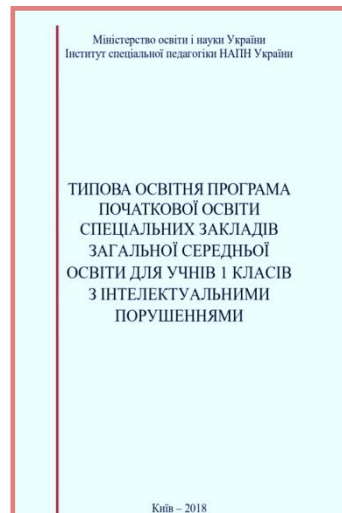 Міністерство освіти і науки України
Інститут спеціальної педагогіки НАПН України
ТИПОВА ОСВІТНЯ ПРОГРАМА
ПОЧАТКОВОЇ ОСВІТИ
СПЕЦІАЛЬНИХ ЗАКЛАДІВ
ЗАГАЛЬНОЇ СЕРЕДНЬОЇ
ОСВІТИ ДЛЯ УЧНІВ 1 КЛАСІВ
З ІНТЕЛЕКТУАЛЬНИМИ
ПОРУШЕННЯМИ
Київ – 2018